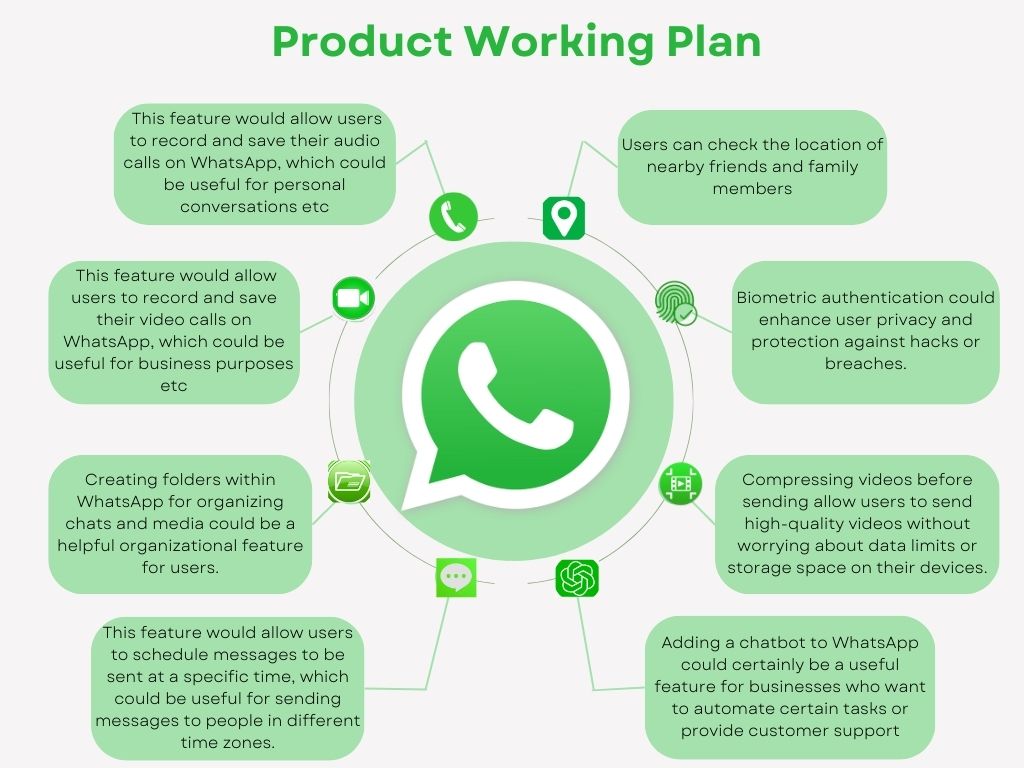 Product Working Plan
This feature would allow users
to record and save their audio
calls on WhatsApp, which could
be useful for personal
conversations etc
Users can check the location of
nearby friends and family
members
This feature would allow
users to record and save
their video calls on
WhatsApp, which could be
useful for business purposes
etc
Biometric authentication could
enhance user privacy and
protection against hacks or
breaches.
Creating folders within
WhatsApp for organizing
chats and media could be a
helpful organizational feature
for users.
Compressing videos before
sending allow users to send
high-quality videos without
worrying about data limits or
storage space on their devices.
This feature would allow users
to schedule messages to be
sent at a specific time, which
could be useful for sending
messages to people in different
time zones.
Adding a chatbot to WhatsApp
could certainly be a useful
feature for businesses who want
to automate certain tasks or
provide customer support